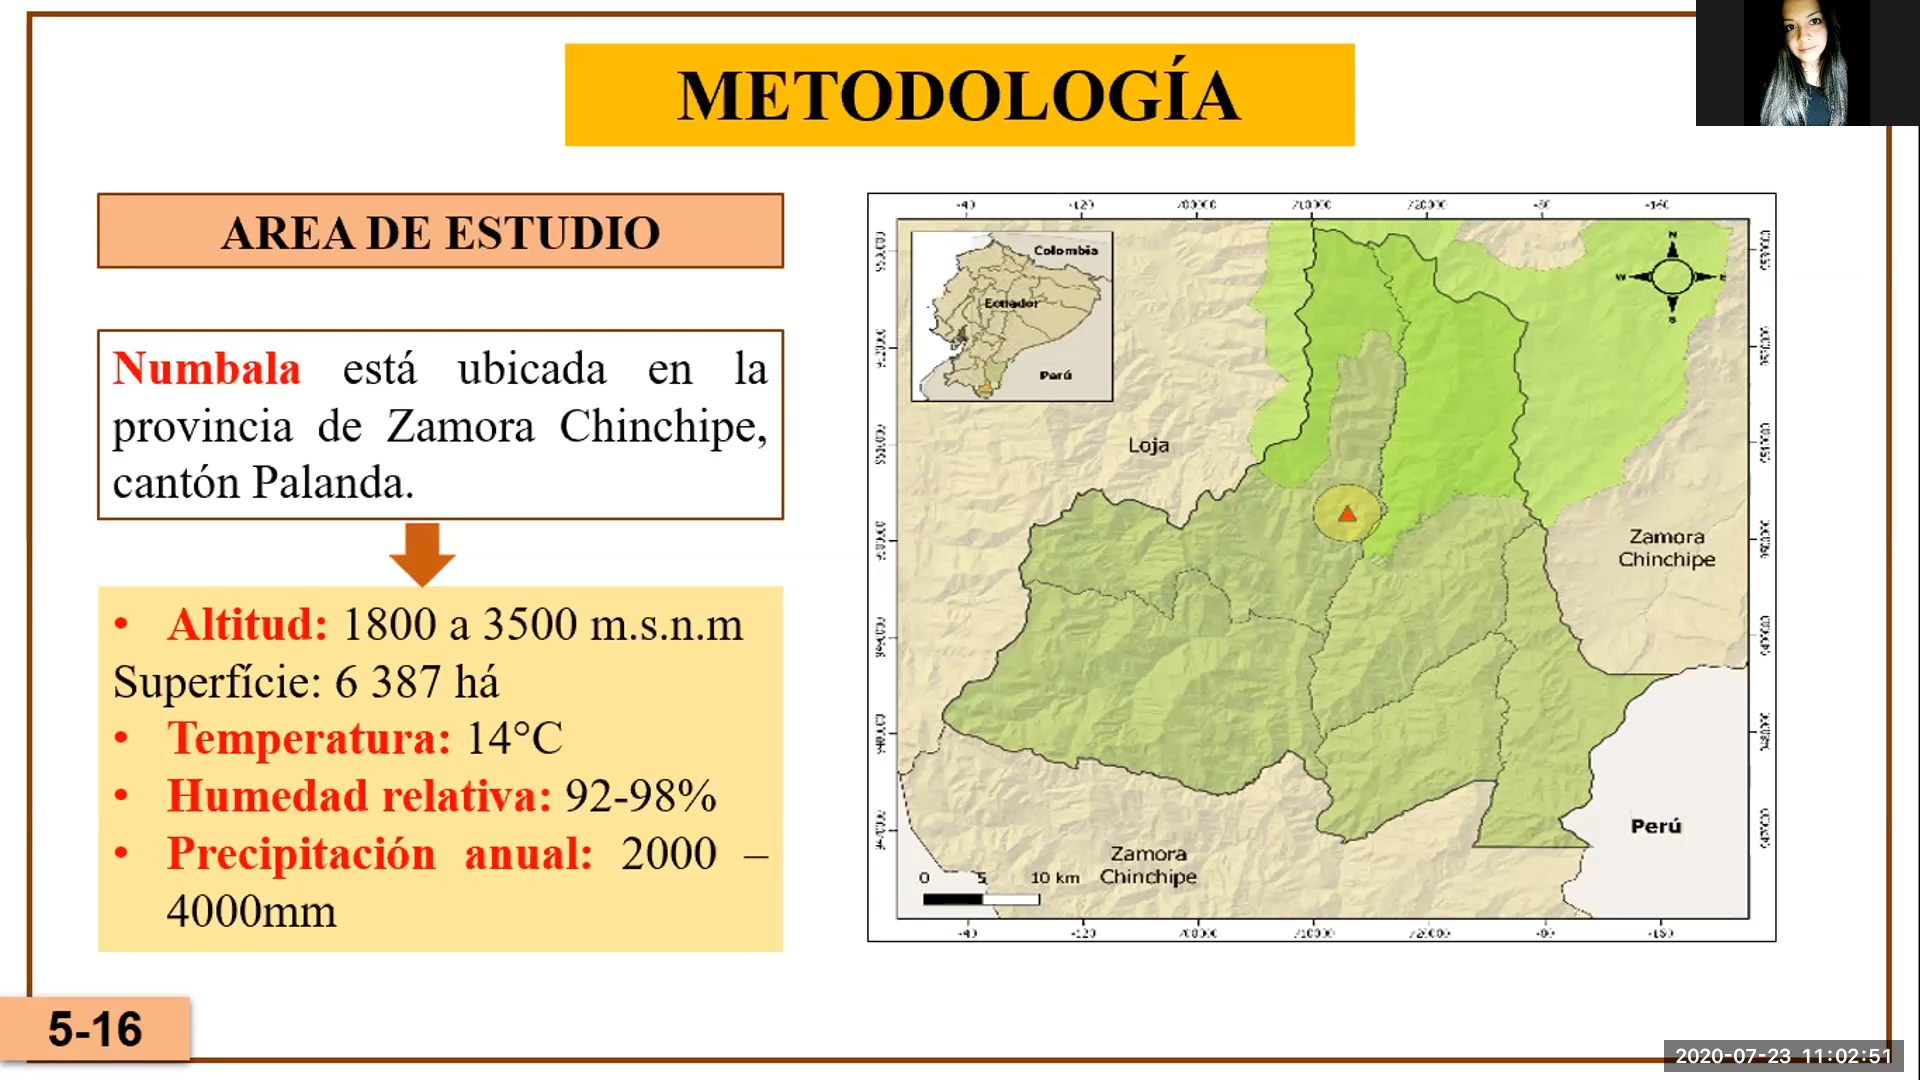 METODOLOGÍA
AREA DE ESTUDIO
Numbala está ubicada en la
provincia de Zamora Chinchipe,
cantón Palanda.
• Altitud: 1800 a 3500 m.s.n.m
Superfície: 6 387 há
• Temperatura: 14°C
• Humedad relativa: 92-98%
• Precipitación anual: 2000 –
4000mm
Colombia
Ecuador
Parú
N
W
E
S
Loja
Zamora
Chinchipe
Perú
Zamora
Chinchipe
0 5 10 km
5-16
2020-07-23 11:02:51